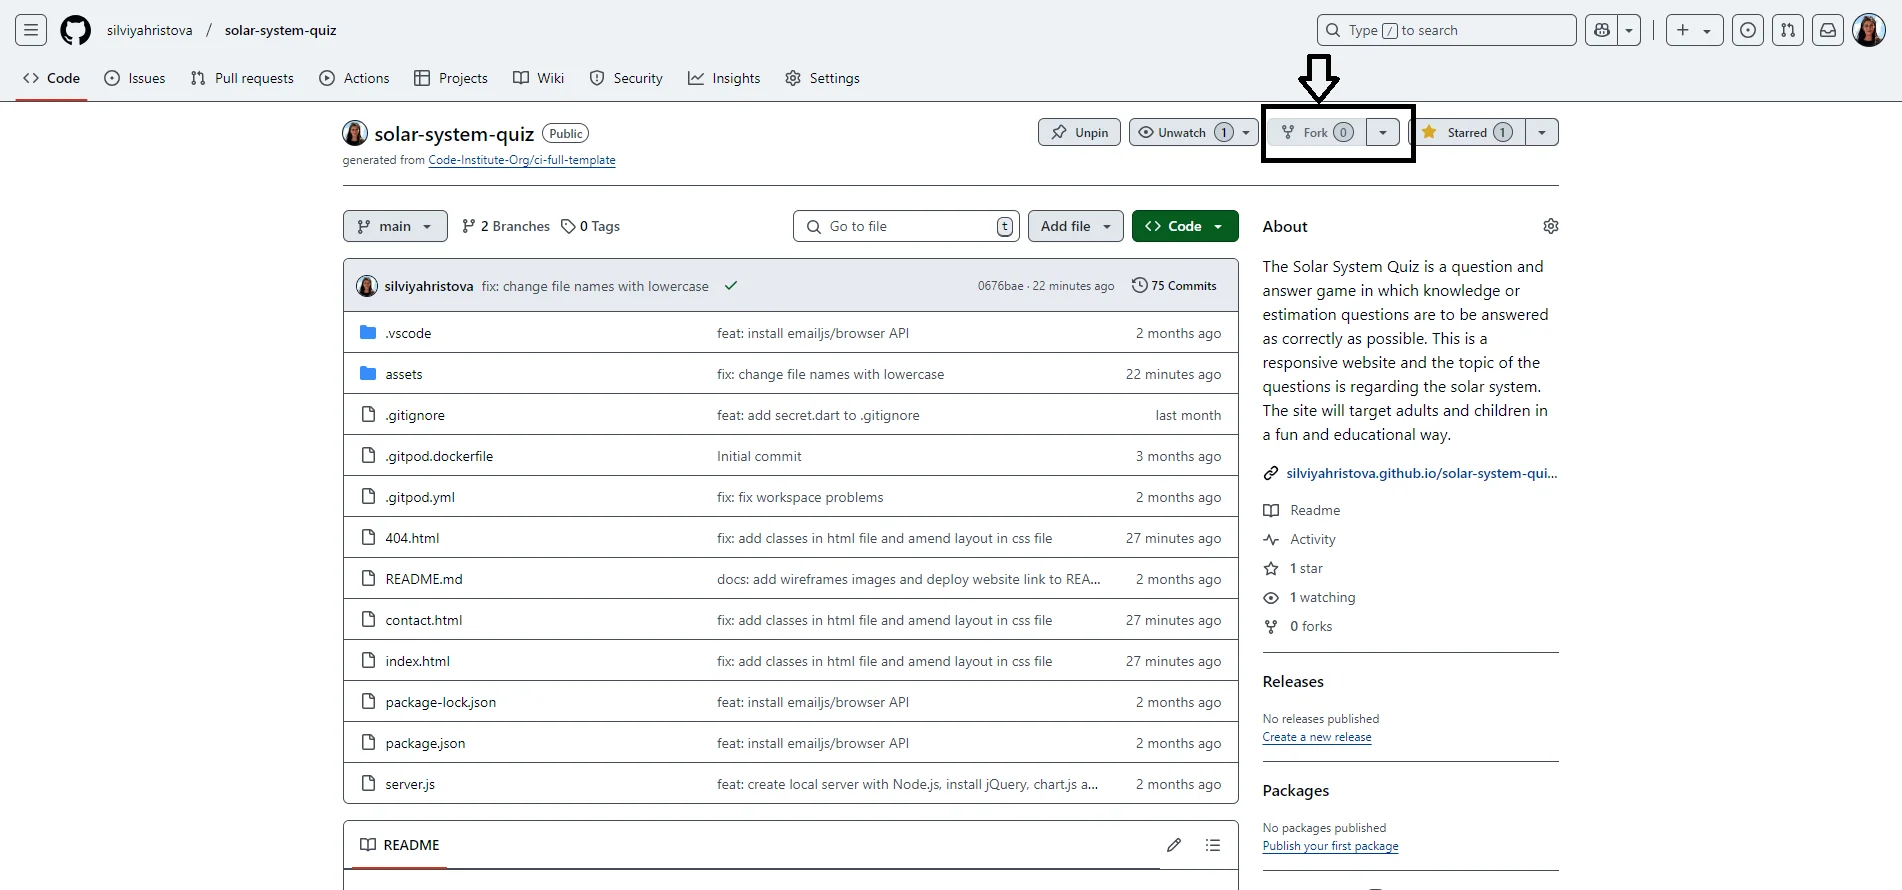 silviyahristova / solar-system-quiz
Type / to search
Code Issues Pull requests Actions Projects Wiki Security Insights Settings
solar-system-quiz Public
Unpin Unwatch 1 Fork 0 Starred 1
generated from Code-Institute-Org/ci-full-template
main 2 Branches 0 Tags
Go to file t Add file Code
silviyahristova fix: change file names with lowercase 0676bae · 22 minutes ago 75 Commits
.vscode feat: install emailjs/browser API 2 months ago
assets fix: change file names with lowercase 22 minutes ago
.gitignore feat: add secret.dart to .gitignore last month
.gitpod.dockerfile Initial commit 3 months ago
.gitpod.yml fix: fix workspace problems 2 months ago
404.html fix: add classes in html file and amend layout in css file 27 minutes ago
README.md docs: add wireframes images and deploy website link to REA... 2 months ago
contact.html fix: add classes in html file and amend layout in css file 27 minutes ago
index.html fix: add classes in html file and amend layout in css file 27 minutes ago
package-lock.json feat: install emailjs/browser API 2 months ago
package.json feat: install emailjs/browser API 2 months ago
server.js feat: create local server with Node.js, install jQuery, chart.js a... 2 months ago
README
About
The Solar System Quiz is a question and
answer game in which knowledge or
estimation questions are to be answered
as correctly as possible. This is a
responsive website and the topic of the
questions is regarding the solar system.
The site will target adults and children in
a fun and educational way.
silviyahristova.github.io/solar-system-qui...
Readme
Activity
1 star
1 watching
0 forks
Releases
No releases published
Create a new release
Packages
No packages published
Publish your first package